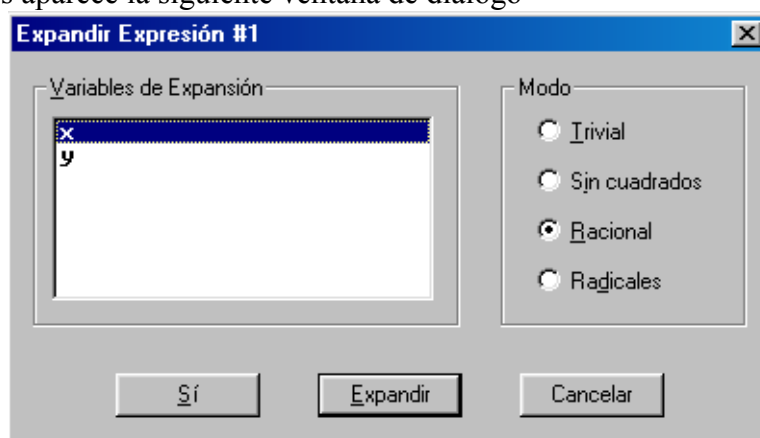 s aparece la siguiente ventana de diálogo
Expandir Expresión #1
Variables de Expansión
x
y
Modo
Trivial
Sin cuadrados
Racional
Radicales
Sí
Expandir
Cancelar